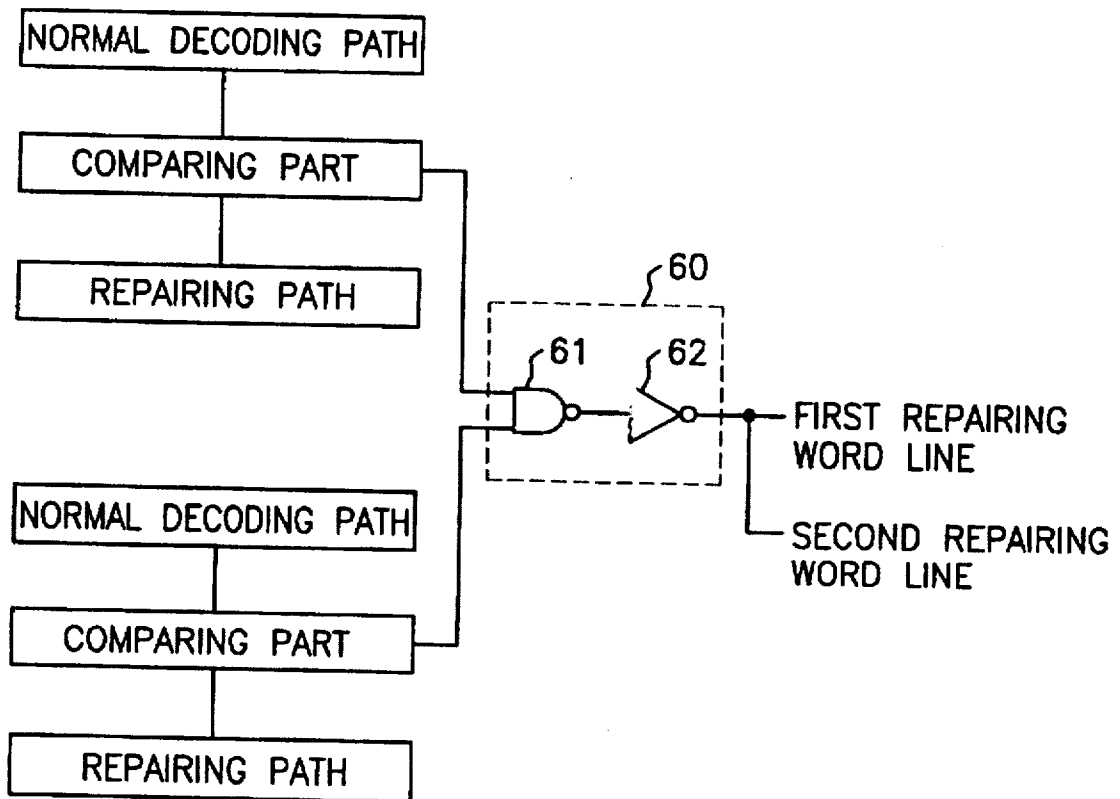 NORMAL DECODING PATH
COMPARING PART
REPAIRING PATH
60
61
62
FIRST REPAIRING
WORD LINE
SECOND REPAIRING
WORD LINE
NORMAL DECODING PATH
COMPARING PART
REPAIRING PATH